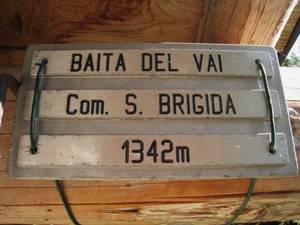 BAITA DEL VAI
Com. S. BRIGIDA
1342m